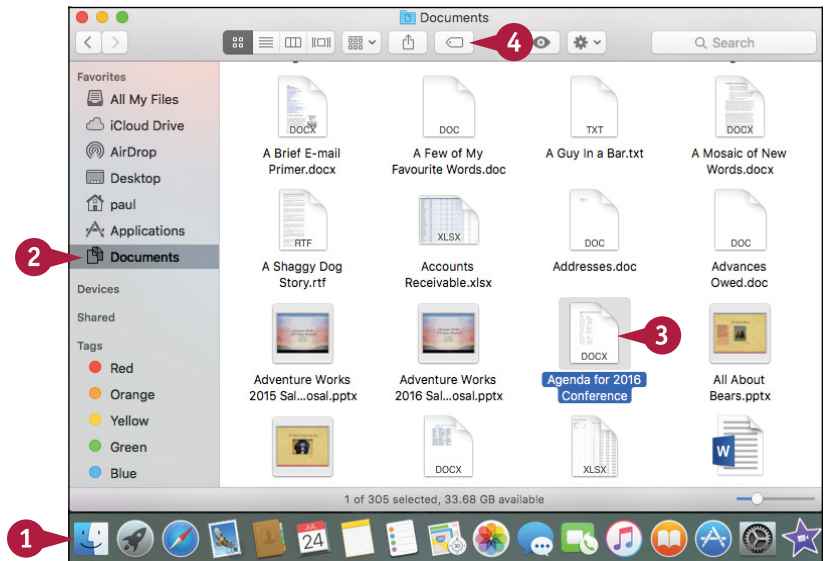 Documents
4
Search
Favorites
All My Files
iCloud Drive
AirDrop
Desktop
paul
Applications
2
Documents
Devices
Shared
Tags
Red
Orange
Yellow
Green
Blue
DOCX
DOC
TXT
DOCX
A Brief E-mail
Primer.docx
A Few of My
Favourite Words.doc
A Guy In a Bar.txt
A Mosaic of New
Words.docx
RTF
XLSX
DOC
DOC
A Shaggy Dog
Story.rtf
Accounts
Receivable.xlsx
Addresses.doc
Advances
Owed.doc
DOCX
3
Adventure Works
2015 Sal...osal.pptx
Adventure Works
2016 Sal...osal.pptx
Agenda for 2016
Conference
All About
Bears.pptx
DOCX
XLSX
W
1 of 305 selected, 33.68 GB available
1
JUL
24